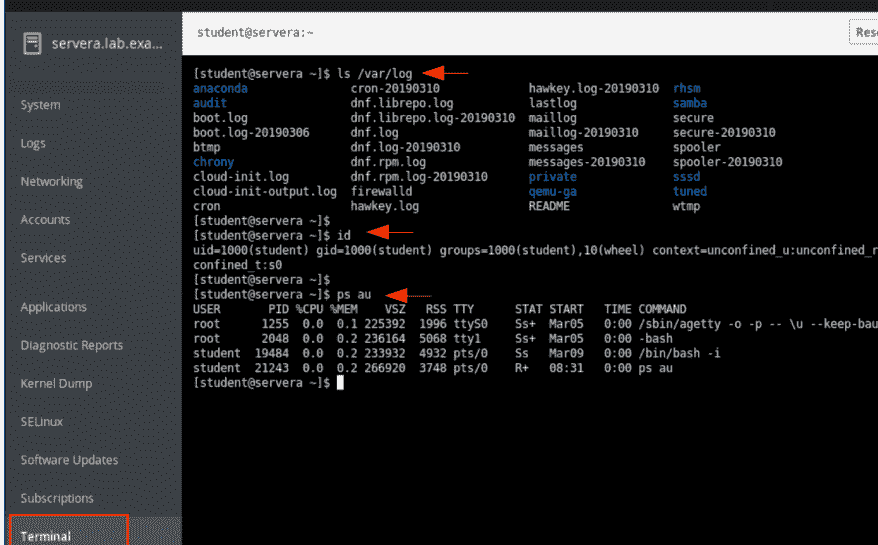 servera.lab.exa...
System
Logs
Networking
Accounts
Services
Applications
Diagnostic Reports
Kernel Dump
SELinux
Software Updates
Subscriptions
Terminal
student@servera:~
Rese
[student@servera ~]$ ls /var/log
anaconda cron-20190310 hawkey.log-20190310 rhsm
audit dnf.librepo.log lastlog samba
boot.log dnf.librepo.log-20190310 maillog secure
boot.log-20190306 dnf.log maillog-20190310 secure-20190310
btmp dnf.log-20190310 messages spooler
chrony dnf.rpm.log messages-20190310 spooler-20190310
cloud-init.log dnf.rpm.log-20190310 private sssd
cloud-init-output.log firewalld qemu-ga tuned
cron hawkey.log README wtmp
[student@servera ~]$
[student@servera ~]$ id
uid=1000(student) gid=1000(student) groups=1000(student),10(wheel) context=unconfined_u:unconfined_r
confined_t:s0
[student@servera ~]$
[student@servera ~]$ ps au
USER PID %CPU %MEM VSZ RSS TTY STAT START TIME COMMAND
root 1255 0.0 0.1 225392 1996 ttyS0 Ss+ Mar05 0:00 /sbin/agetty -o -p -- \u --keep-bau
root 2048 0.0 0.2 236164 5068 tty1 Ss+ Mar05 0:00 -bash
student 19484 0.0 0.2 233932 4932 pts/0 Ss Mar09 0:00 /bin/bash -i
student 21243 0.0 0.2 266920 3748 pts/0 R+ 08:31 0:00 ps au
[student@servera ~]$